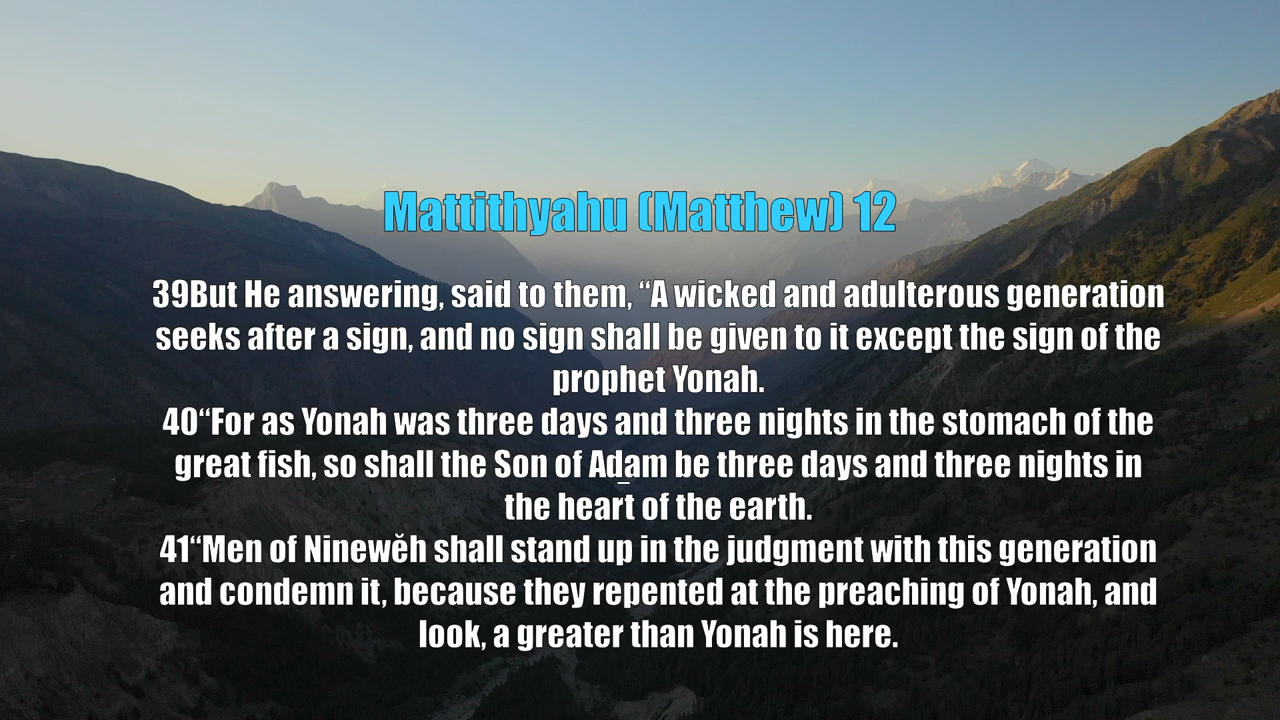 Mattithyahu (Matthew) 12
39But He answering, said to them, “A wicked and adulterous generation
seeks after a sign, and no sign shall be given to it except the sign of the
prophet Yonah.
40“For as Yonah was three days and three nights in the stomach of the
great fish, so shall the Son of Aḏam be three days and three nights in
the heart of the earth.
41“Men of Ninewĕh shall stand up in the judgment with this generation
and condemn it, because they repented at the preaching of Yonah, and
look, a greater than Yonah is here.